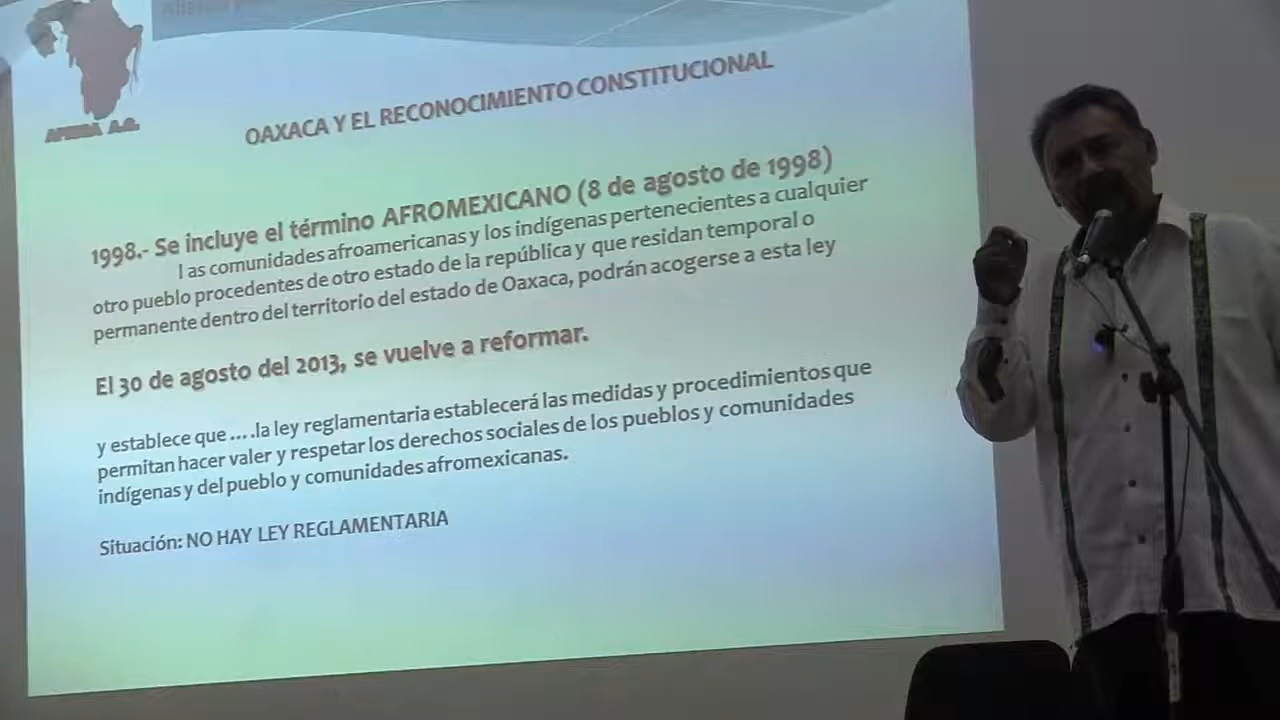 AFRICA A.C.
OAXACA Y EL RECONOCIMIENTO CONSTITUCIONAL
1998.- Se incluye el término AFROMEXICANO (8 de agosto de 1998)
l as comunidades afroamericanas y los indígenas pertenecientes a cualquier
otro pueblo procedentes de otro estado de la república y que residan temporal o
permanente dentro del territorio del estado de Oaxaca, podrán acogerse a esta ley
El 30 de agosto del 2013, se vuelve a reformar.
y establece que ... .la ley reglamentaria establecerá las medidas y procedimientos que
permitan hacer valer y respetar los derechos sociales de los pueblos y comunidades
indígenas y del pueblo y comunidades afromexicanas.
Situación: NO HAY LEY REGLAMENTARIA